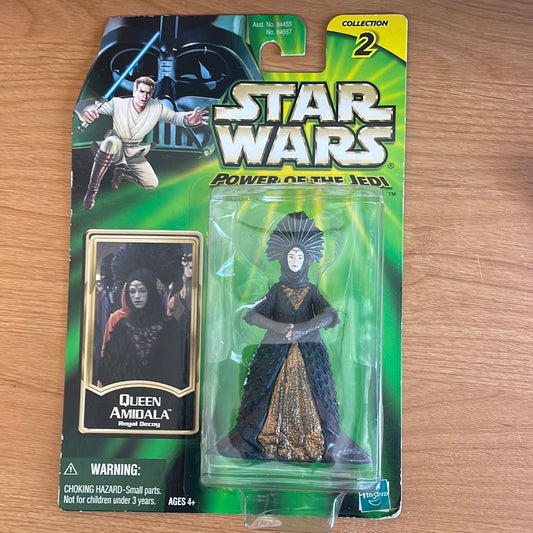 Asst. No. 84455
No. 84657
COLLECTION
2
STAR
WARS®
POWER OF THE JEDI
TM
QUEEN
AMIDALA™
Royal Decoy
WARNING:
CHOKING HAZARD-Small parts.
Not for children under 3 years.
AGES 4+
Hasbro